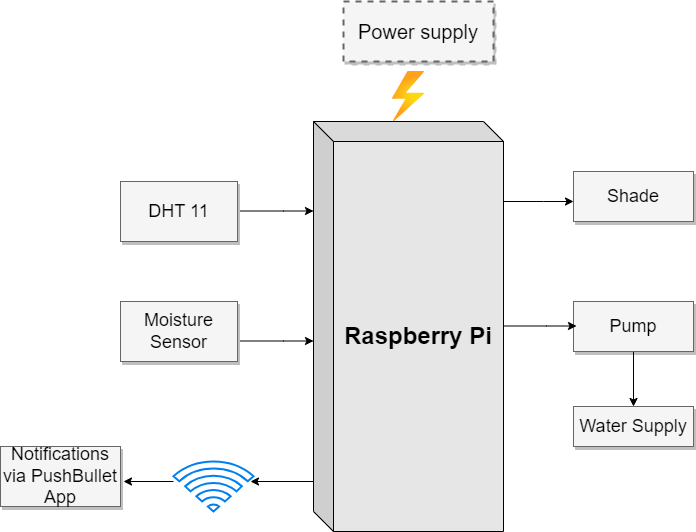 Power supply
DHT 11
Shade
Moisture
Sensor
Raspberry Pi
Pump
Water Supply
Notifications
via PushBullet
App